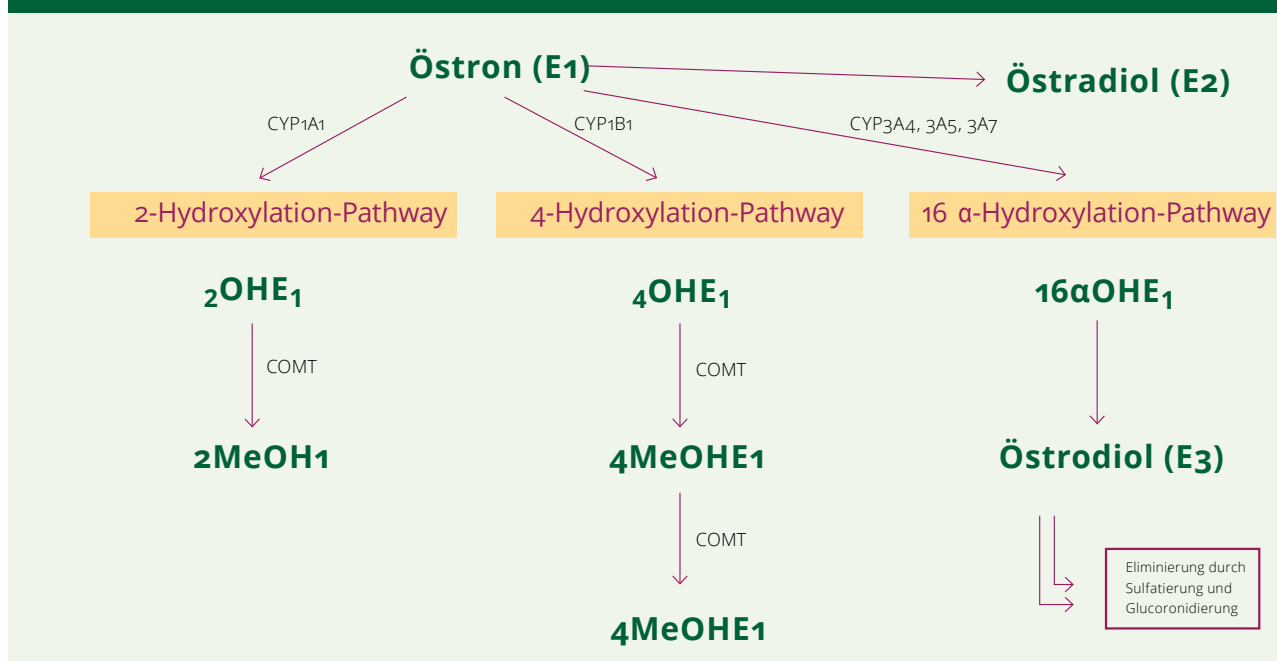 Östron (E1)
Östradiol (E2)
CYP1A1
CYP1B1
CYP3A4, 3A5, 3A7
2-Hydroxylation-Pathway
4-Hydroxylation-Pathway
16 α-Hydroxylation-Pathway
2OHE1
4OHE1
16αOHE1
COMT
COMT
2MeOH1
4MeOHE1
Östrodiol (E3)
COMT
Eliminierung durch
Sulfatierung und
Glucoronidierung
4MeOHE1